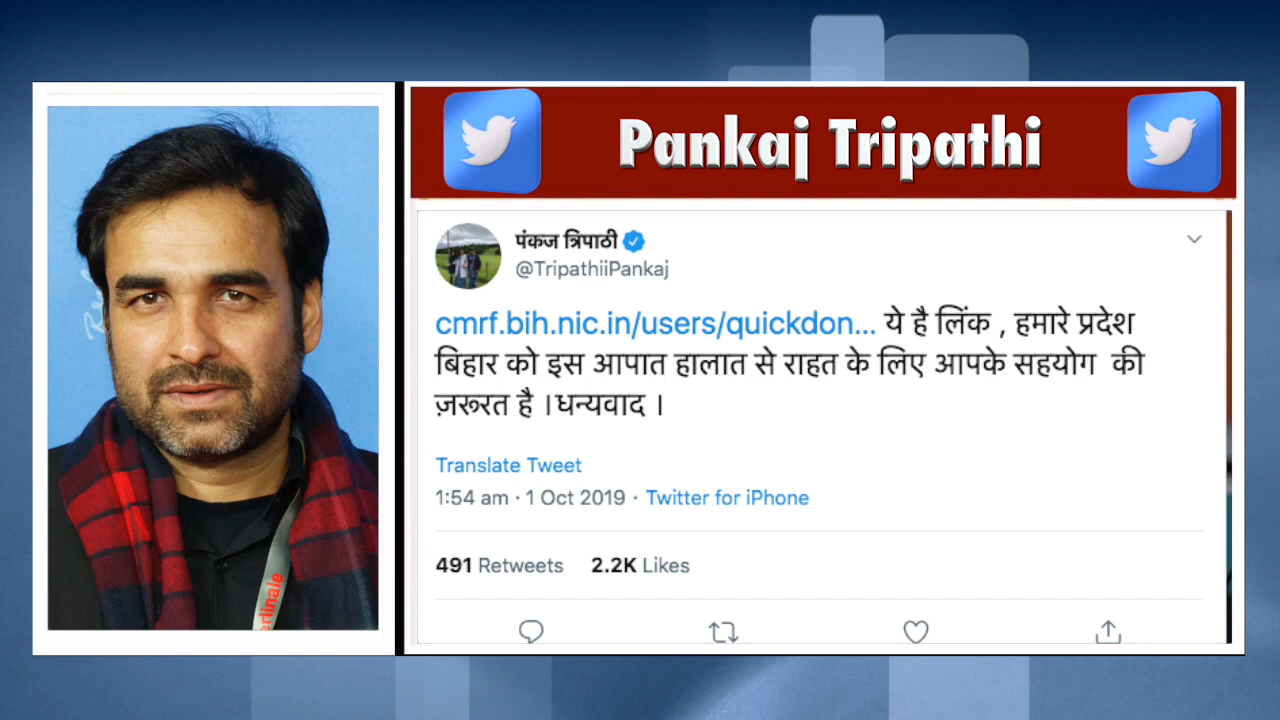 Pankaj Tripathi
पंकज त्रिपाठी
@TripathiiPankaj
cmrf.bih.nic.in/users/quickdon... ये है लिंक , हमारे प्रदेश
बिहार को इस आपात हालात से राहत के लिए आपके सहयोग की
ज़रूरत है ।धन्यवाद ।
Translate Tweet
1:54 am · 1 Oct 2019 · Twitter for iPhone
491 Retweets 2.2K Likes
erlinale